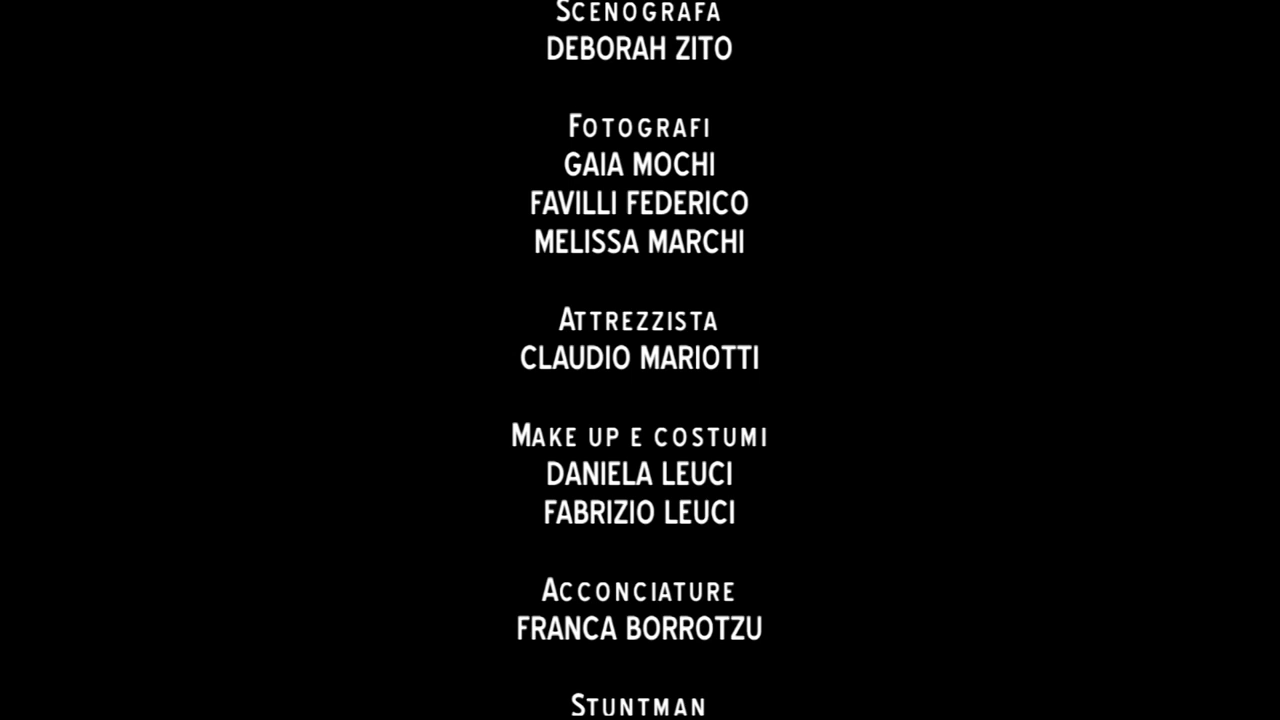 Scenografa
DEBORAH ZITO
Fotografi
GAIA MOCHI
FAVILLI FEDERICO
MELISSA MARCHI
Attrezzista
CLAUDIO MARIOTTI
Make up e costumi
DANIELA LEUCI
FABRIZIO LEUCI
Acconciature
FRANCA BORROTZU
Stuntman